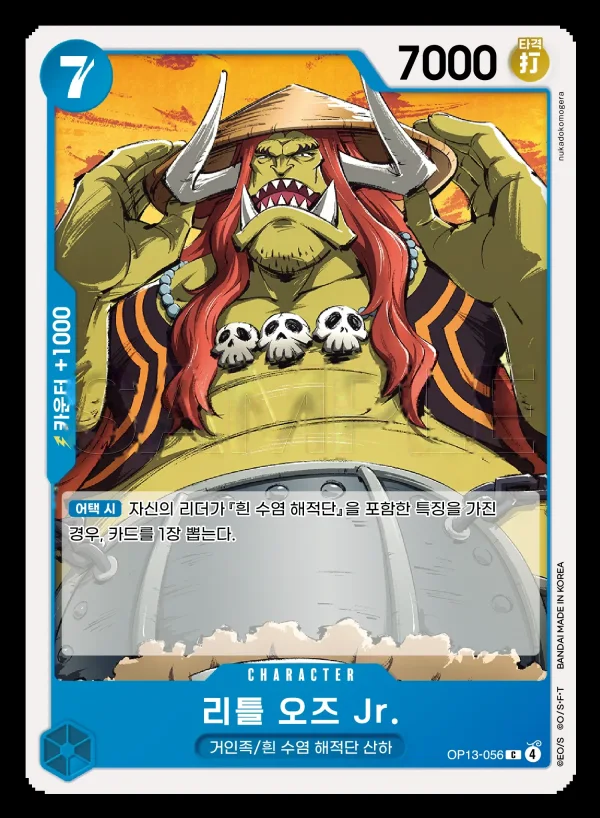 7
7000
타격
打
nukadokomogera
카운터 +1000
SAMPLE
어택 시 자신의 리더가 『흰 수염 해적단』을 포함한 특징을 가진
경우, 카드를 1장 뽑는다.
CHARACTER
리틀 오즈 Jr.
거인족/흰 수염 해적단 산하
OP13-056 C 4
©EO/S ©O/S·F·T BANDAI MADE IN KOREA